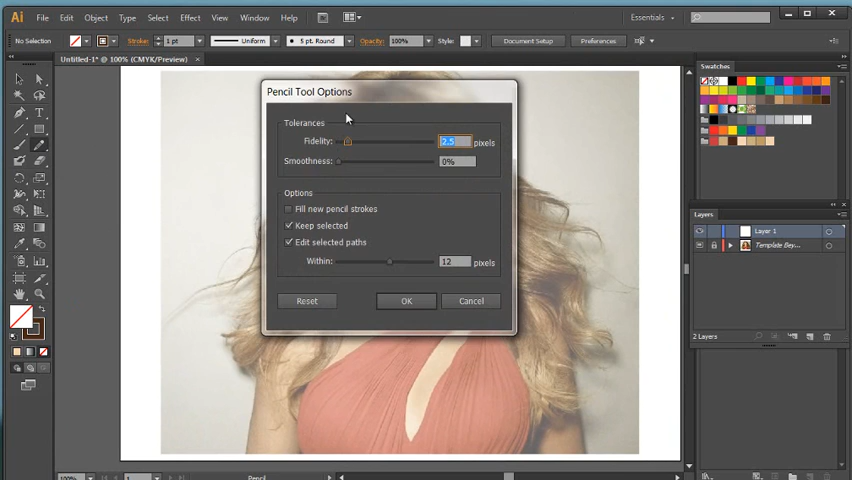 Ai File Edit Object Type Select Effect View Window Help Essentials
No Selection Stroke: 1 pt Uniform 5 pt. Round Opacity: 100% Style: Document Setup Preferences
Untitled-1* @ 100% (CMYK/Preview)
Swatches
Pencil Tool Options
Tolerances
Fidelity: 2.5 pixels
Smoothness: 0%
Options
Fill new pencil strokes
Keep selected
Edit selected paths
Within: 12 pixels
Reset OK Cancel
Layers
Layer 1
Template Bey...
2 Layers
100% 1 Pencil